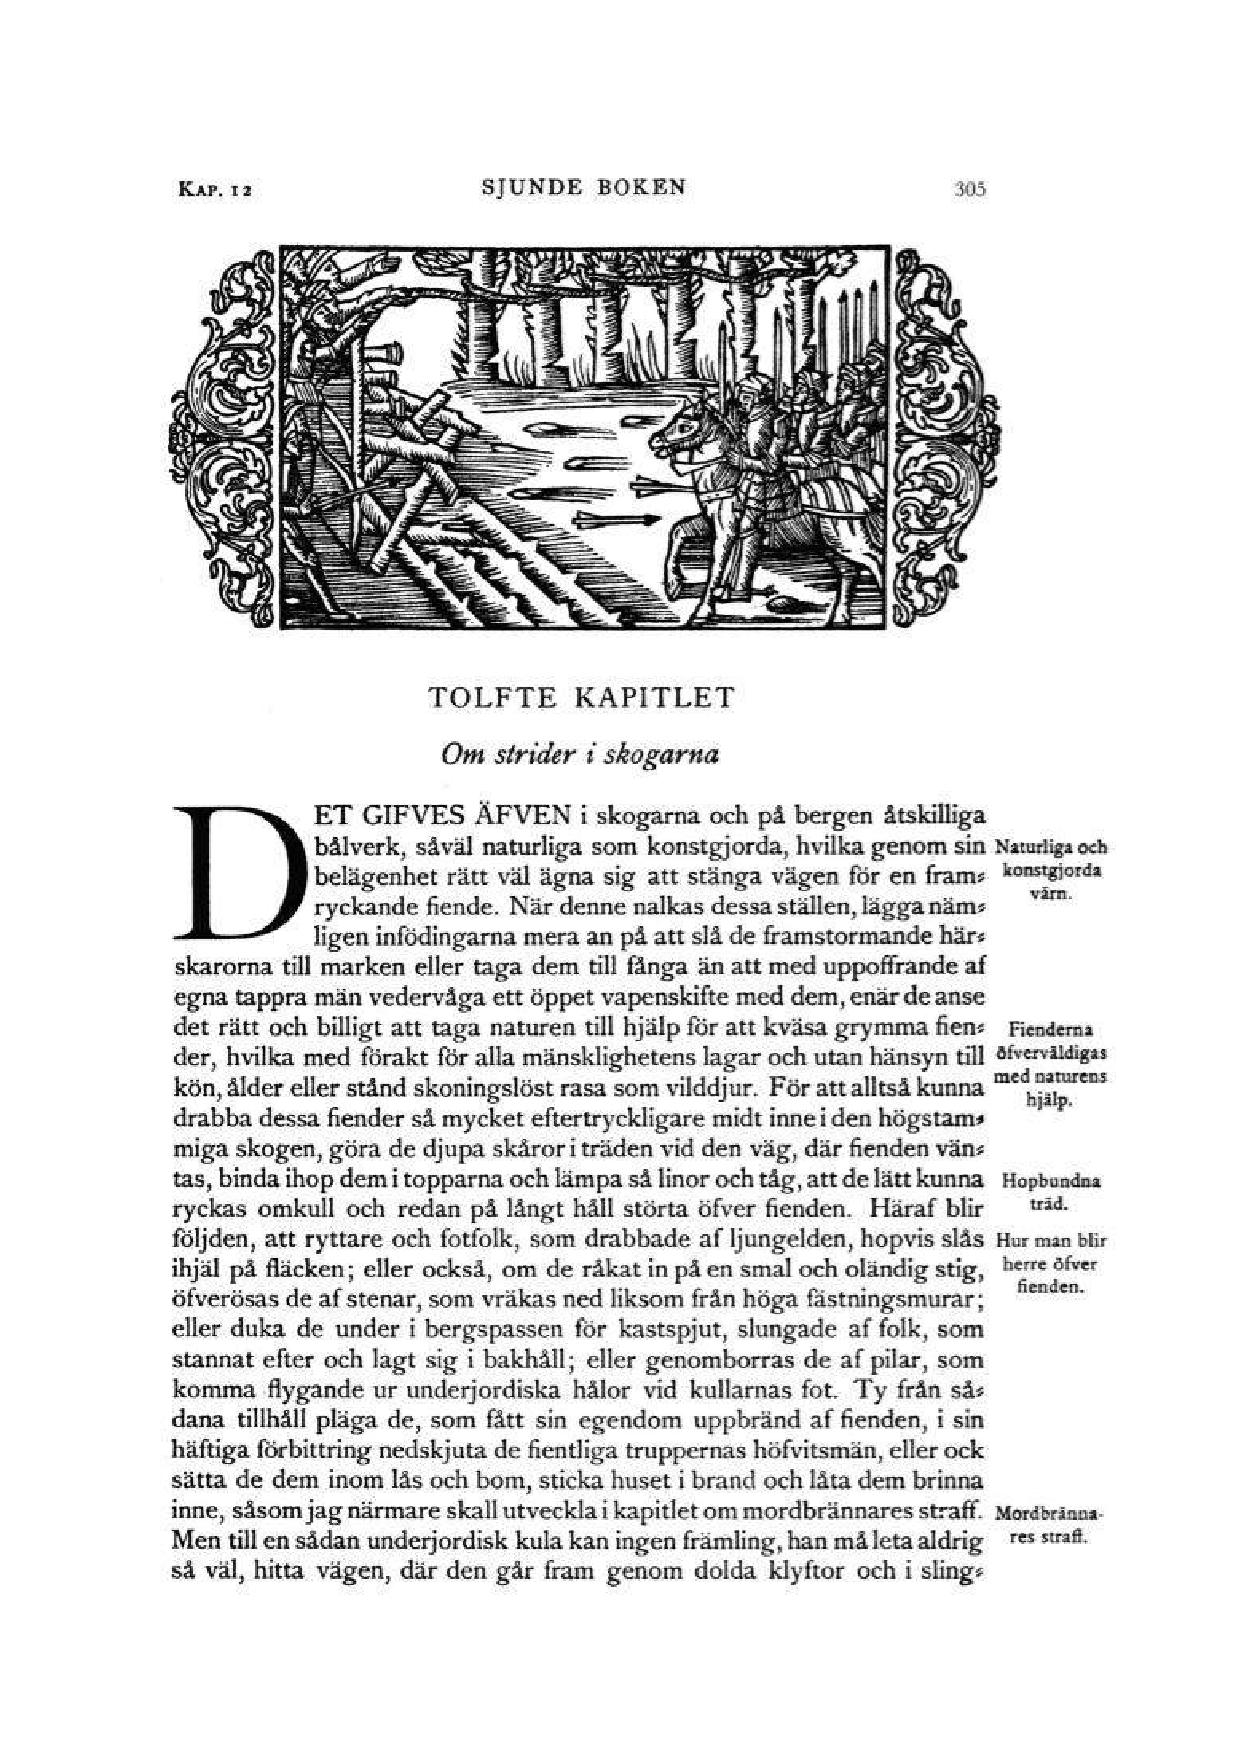 KAP. 12
SJUNDE BOKEN
305
TOLFTE KAPITLET
Om strider i skogarna
DET GIFVES ÄFVEN i skogarna och på bergen åtskilliga
bålverk, såväl naturliga som konstgjorda, hvilka genom sin
belägenhet rätt väl ägna sig att stänga vägen för en fram-
ryckande fiende. När denne nalkas dessa ställen, lägga näm-
ligen infödingarna mera an på att slå de framstormande här-
skarorna till marken eller taga dem till fånga än att med uppoffrande af
egna tappra män vedervåga ett öppet vapenskifte med dem, enär de anse
det rätt och billigt att taga naturen till hjälp för att kväsa grymma fien-
der, hvilka med förakt för alla mänsklighetens lagar och utan hänsyn till
kön, ålder eller stånd skoningslöst rasa som vilddjur. För att alltså kunna
drabba dessa fiender så mycket eftertryckligare midt inne i den högstam-
miga skogen, göra de djupa skåror i träden vid den väg, där fienden vän-
tas, binda ihop dem i topparna och lämpa så linor och tåg, att de lätt kunna
ryckas omkull och redan på långt håll störta öfver fienden. Häraf blir
följden, att ryttare och fotfolk, som drabbade af ljungelden, hopvis slås
ihjäl på fläcken; eller också, om de råkat in på en smal och oländig stig,
öfverösas de af stenar, som vräkas ned liksom från höga fästningsmurar;
eller duka de under i bergspassen för kastspjut, slungade af folk, som
stannat efter och lagt sig i bakhåll; eller genomborras de af pilar, som
komma flygande ur underjordiska hålor vid kullarnas fot. Ty från så-
dana tillhåll pläga de, som fått sin egendom uppbränd af fienden, i sin
häftiga förbittring nedskjuta de fientliga truppernas höfvitsmän, eller ock
sätta de dem inom lås och bom, sticka huset i brand och låta dem brinna
inne, såsom jag närmare skall utveckla i kapitlet om mordbrännares straff.
Men till en sådan underjordisk kula kan ingen främling, han må leta aldrig
så väl, hitta vägen, där den går fram genom dolda klyftor och i sling-
Naturliga och
konstgjorda
värn.
Fienderna
öfverväldigas
med naturens
hjälp.
Hopbundna
träd.
Hur man blir
herre öfver
fienden.
Mordbränna-
res straff.